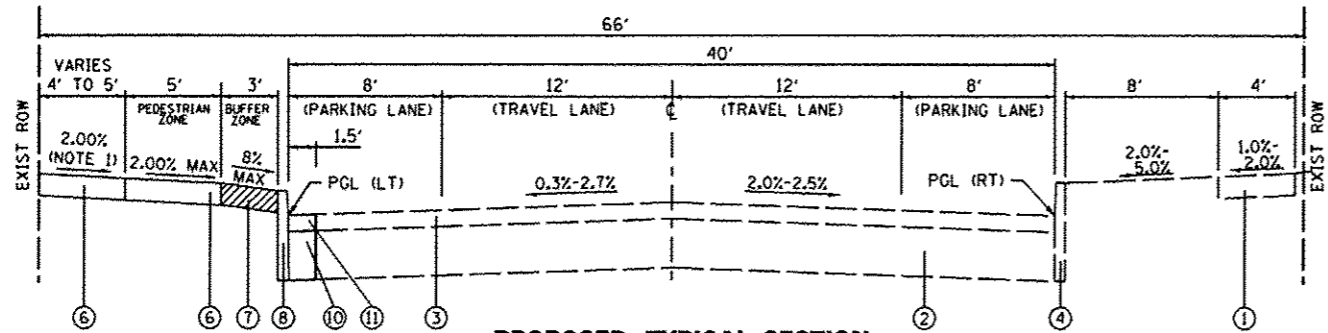 66'
40'
VARIES
4' TO 5'
5'
3'
8'
12'
12'
8'
8'
4'
PEDESTRIAN
ZONE
BUFFER
ZONE
(PARKING LANE)
(TRAVEL LANE)
℄
(TRAVEL LANE)
(PARKING LANE)
1.5'
EXIST ROW
2.00%
(NOTE 1)
2.00% MAX
8%
MAX
PGL (LT)
0.3%-2.7%
2.0%-2.5%
PGL (RT)
2.0%-
5.0%
1.0%-
2.0%
EXIST ROW
6
6
7
8
10
11
3
2
4
1
PROPOSED TYPICAL SECTION